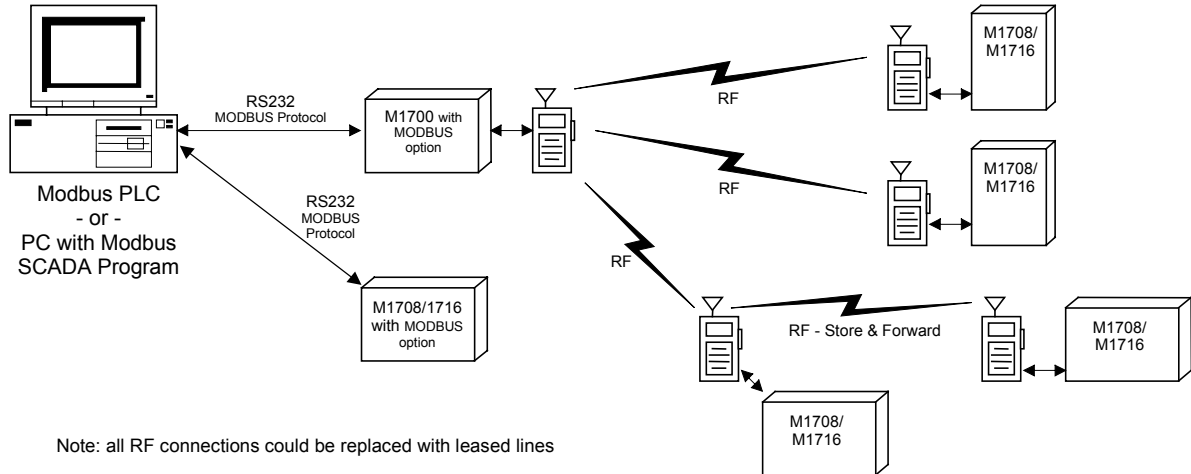 M1708/
M1716
RF
RS232
MODBUS Protocol
M1700 with
MODBUS
option
M1708/
M1716
RF
Modbus PLC
- or -
PC with Modbus
SCADA Program
RS232
MODBUS
Protocol
RF
M1708/1716
with MODBUS
option
RF - Store & Forward
M1708/
M1716
M1708/
M1716
Note: all RF connections could be replaced with leased lines